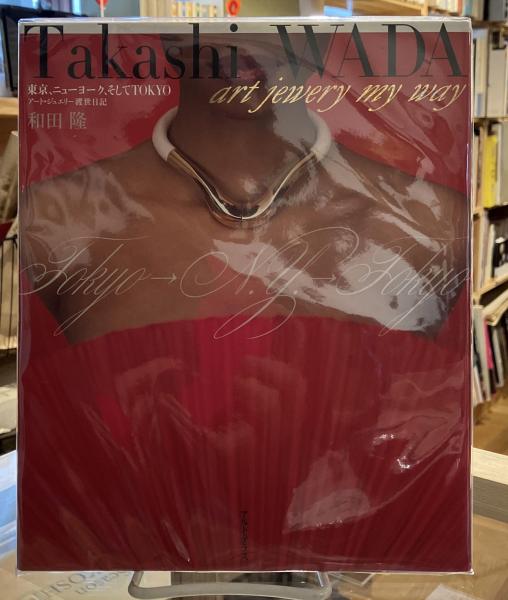 Takashi WADA
東京、ニューヨーク、そしてTOKYO
art jewery my way
アート・ジュエリー渡世日記
和田 隆
Tokyo→N.Y→Tokyo